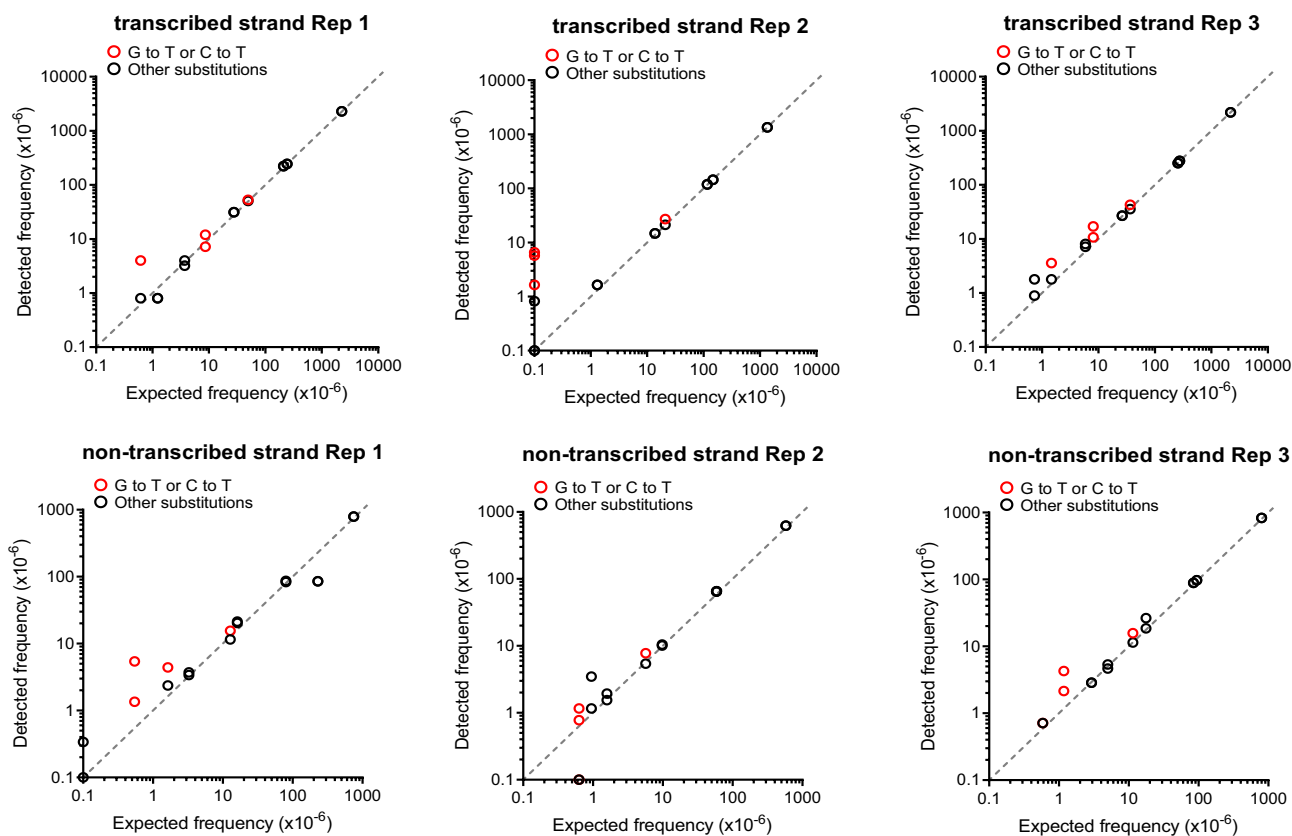 transcribed strand Rep 1
G to T or C to T
Other substitutions
10000
1000
100
10
1
0.1
Detected frequency (x10-6)
0.1 1 10 100 1000 10000
Expected frequency (x10-6)
transcribed strand Rep 2
G to T or C to T
Other substitutions
10000
1000
100
10
1
0.1
Detected frequency (x10-6)
0.1 1 10 100 1000 10000
Expected frequency (x10-6)
transcribed strand Rep 3
G to T or C to T
Other substitutions
10000
1000
100
10
1
0.1
Detected frequency (x10-6)
0.1 1 10 100 1000 10000
Expected frequency (x10-6)
non-transcribed strand Rep 1
G to T or C to T
Other substitutions
1000
100
10
1
0.1
Detected frequency (x10-6)
0.1 1 10 100 1000
Expected frequency (x10-6)
non-transcribed strand Rep 2
G to T or C to T
Other substitutions
1000
100
10
1
0.1
Detected frequency (x10-6)
0.1 1 10 100 1000
Expected frequency (x10-6)
non-transcribed strand Rep 3
G to T or C to T
Other substitutions
1000
100
10
1
0.1
Detected frequency (x10-6)
0.1 1 10 100 1000
Expected frequency (x10-6)